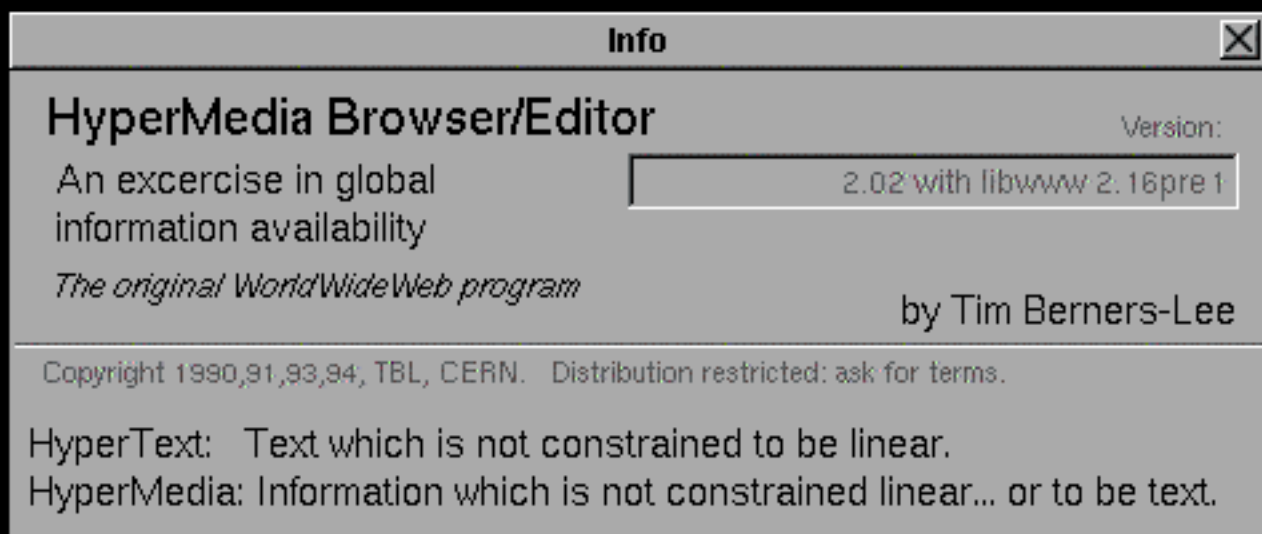 Info
HyperMedia Browser/Editor
Version:
An excercise in global
2.02 with libwww 2.16pre1
information availability
The original WorldWideWeb program
by Tim Berners-Lee
Copyright 1990,91,93,94, TBL, CERN. Distribution restricted: ask for terms.
HyperText: Text which is not constrained to be linear.
HyperMedia: Information which is not constrained linear... or to be text.